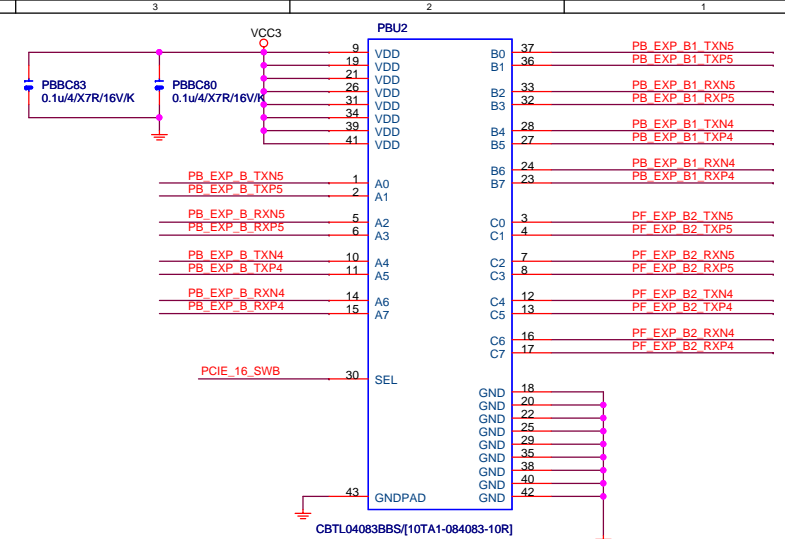 3 2 1
PBU2
VCC3
PBBC83
0.1u/4/X7R/16V/K
PBBC80
0.1u/4/X7R/16V/K
9 VDD B0 37 PB_EXP_B1_TXN5
19 VDD B1 36 PB_EXP_B1_TXP5
21 VDD
26 VDD B2 33 PB_EXP_B1_RXN5
31 VDD B3 32 PB_EXP_B1_RXP5
34 VDD
39 VDD B4 28 PB_EXP_B1_TXN4
41 VDD B5 27 PB_EXP_B1_TXP4
B6 24 PB_EXP_B1_RXN4
B7 23 PB_EXP_B1_RXP4
PB_EXP_B_TXN5 1 A0
PB_EXP_B_TXP5 2 A1
PB_EXP_B_RXN5 5 A2 C0 3 PF_EXP_B2_TXN5
PB_EXP_B_RXP5 6 A3 C1 4 PF_EXP_B2_TXP5
PB_EXP_B_TXN4 10 A4 C2 7 PF_EXP_B2_RXN5
PB_EXP_B_TXP4 11 A5 C3 8 PF_EXP_B2_RXP5
PB_EXP_B_RXN4 14 A6 C4 12 PF_EXP_B2_TXN4
PB_EXP_B_RXP4 15 A7 C5 13 PF_EXP_B2_TXP4
C6 16 PF_EXP_B2_RXN4
C7 17 PF_EXP_B2_RXP4
PCIE_16_SWB 30 SEL
GND 18
GND 20
GND 22
GND 25
GND 29
GND 35
GND 38
GND 40
43 GNDPAD GND 42
CBTL04083BBS/[10TA1-084083-10R]